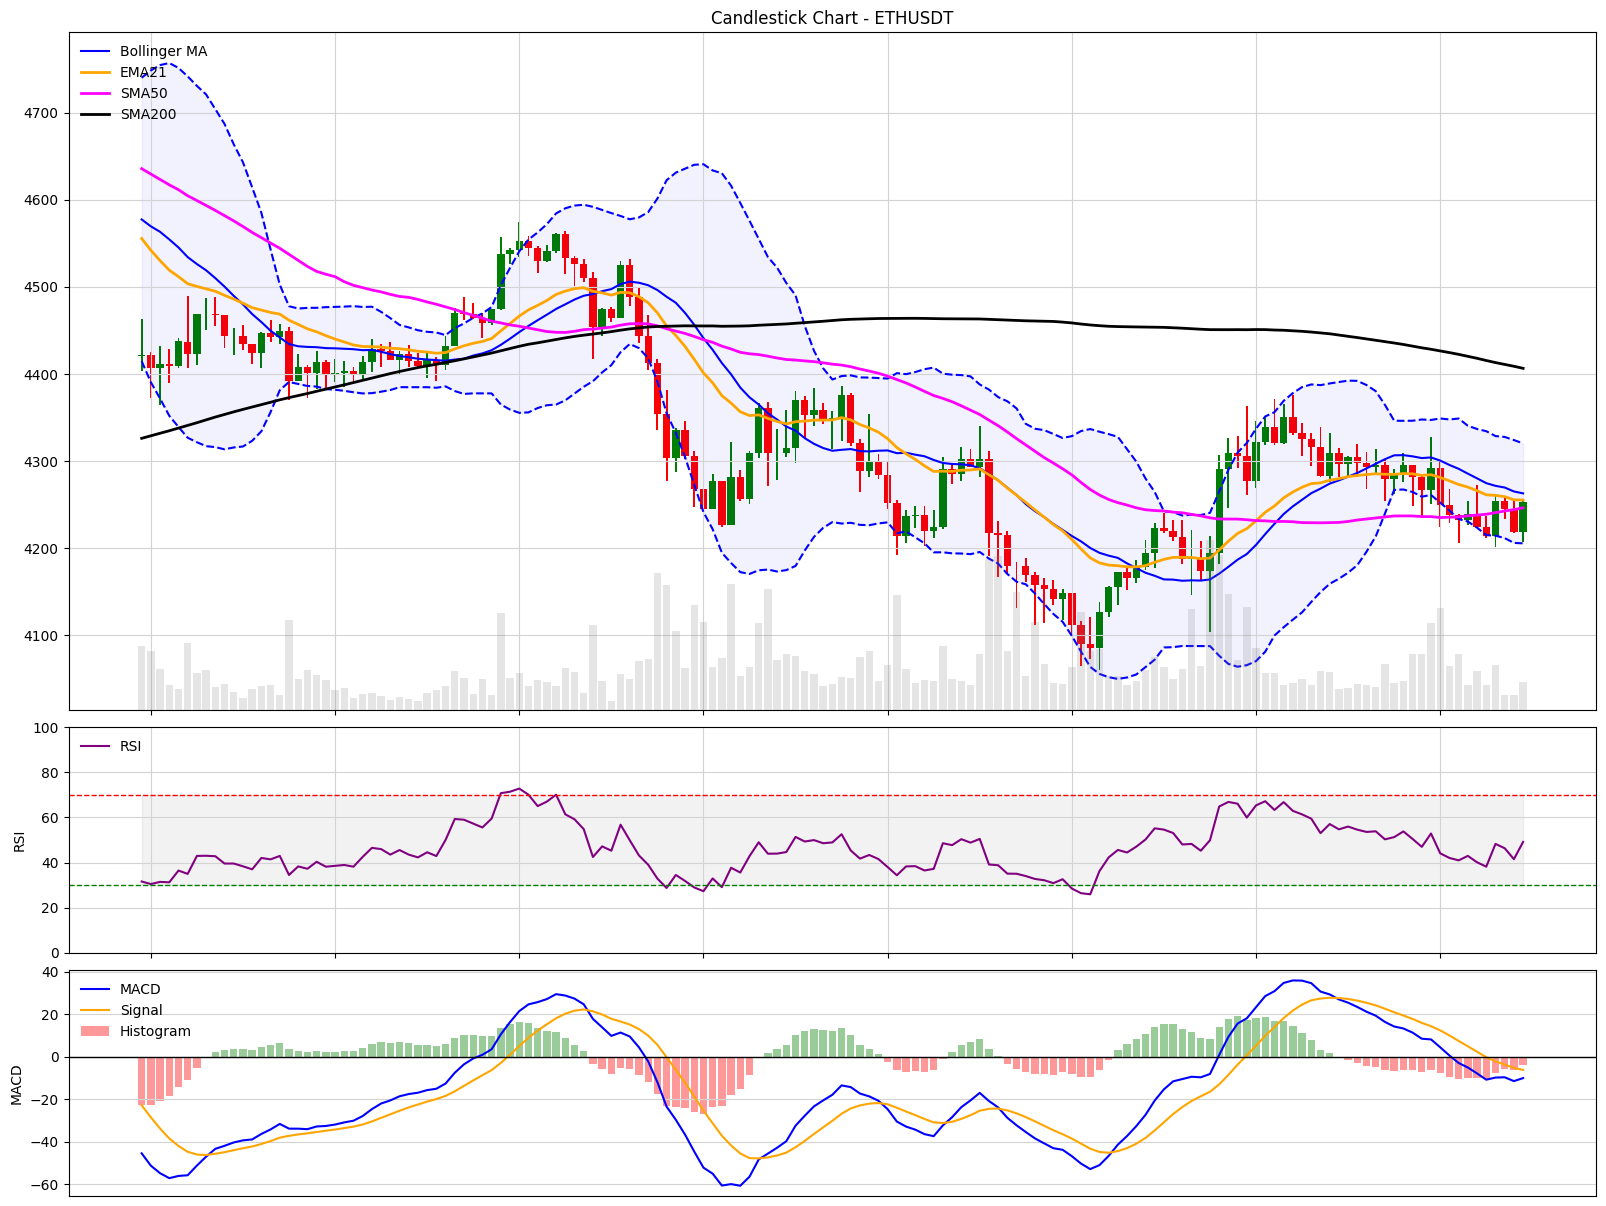 Candlestick Chart - ETHUSDT
Bollinger MA
EMA21
SMA50
SMA200
4700
4600
4500
4400
4300
4200
4100
RSI
100
80
60
40
20
0
RSI
MACD
Signal
Histogram
40
20
0
−20
−40
−60
MACD